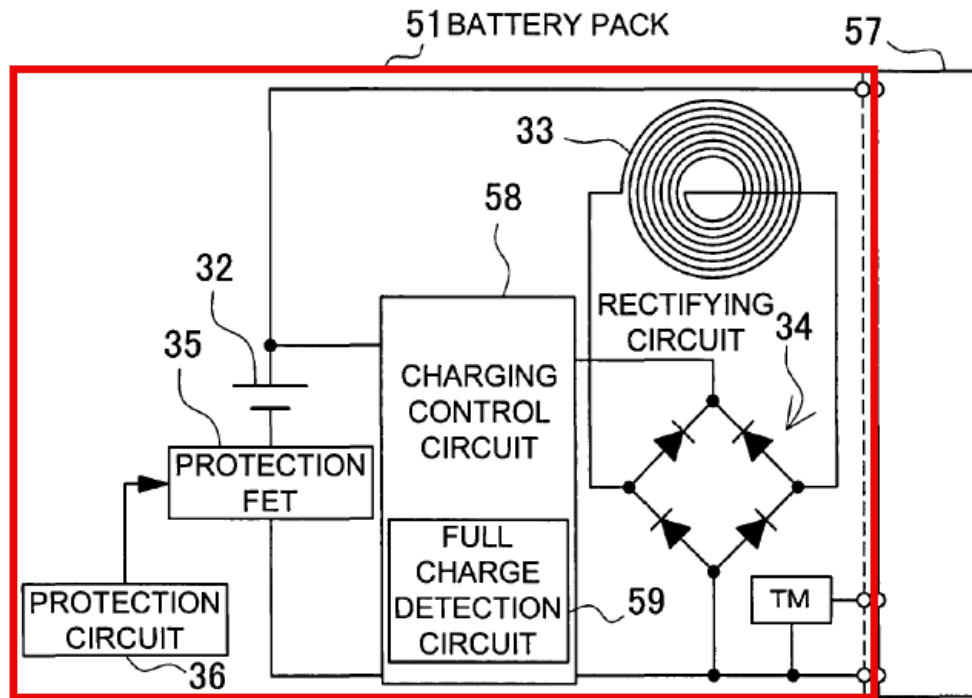 51 BATTERY PACK
57
33
58
32
RECTIFYING
CIRCUIT
34
35
CHARGING
CONTROL
CIRCUIT
PROTECTION
FET
FULL
CHARGE
DETECTION
CIRCUIT
59
TM
PROTECTION
CIRCUIT
36